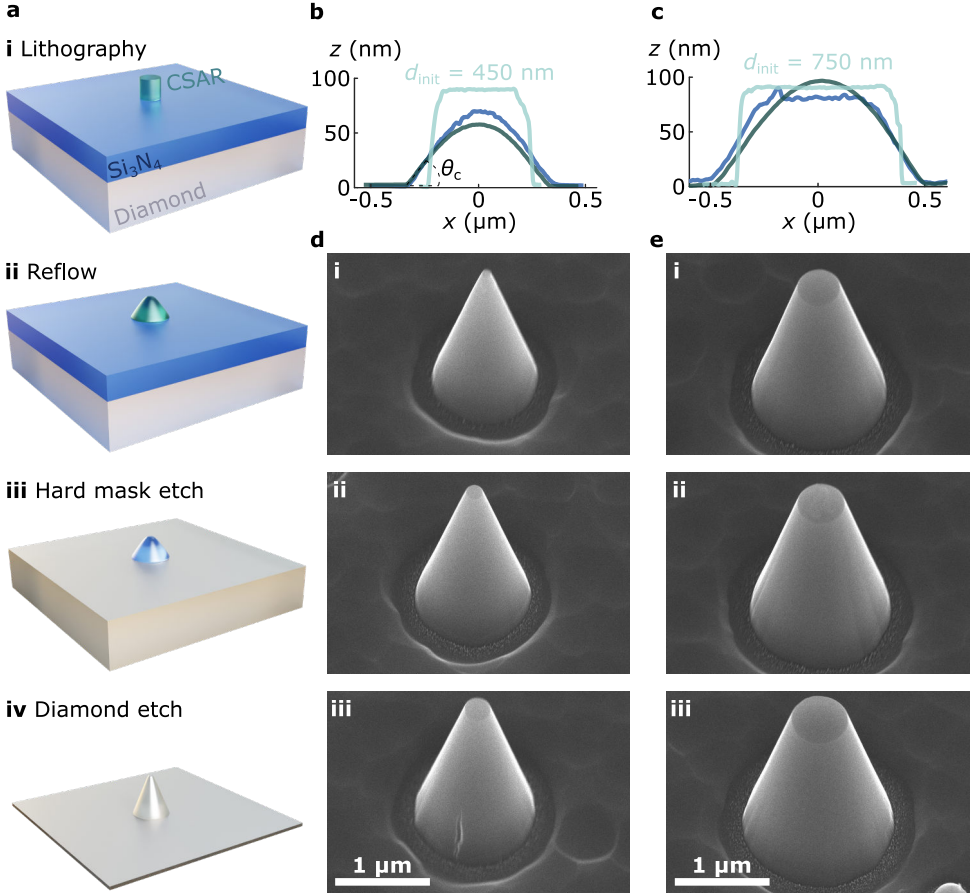 a
i Lithography
CSAR
Si₃N₄
Diamond
ii Reflow
iii Hard mask etch
iv Diamond etch
b
z (nm)
d_init = 450 nm
100
50
0
θ_c
-0.5 0 0.5
x (μm)
c
z (nm)
d_init = 750 nm
100
50
0
-0.5 0 0.5
x (μm)
d
i
ii
iii
1 μm
e
i
ii
iii
1 μm